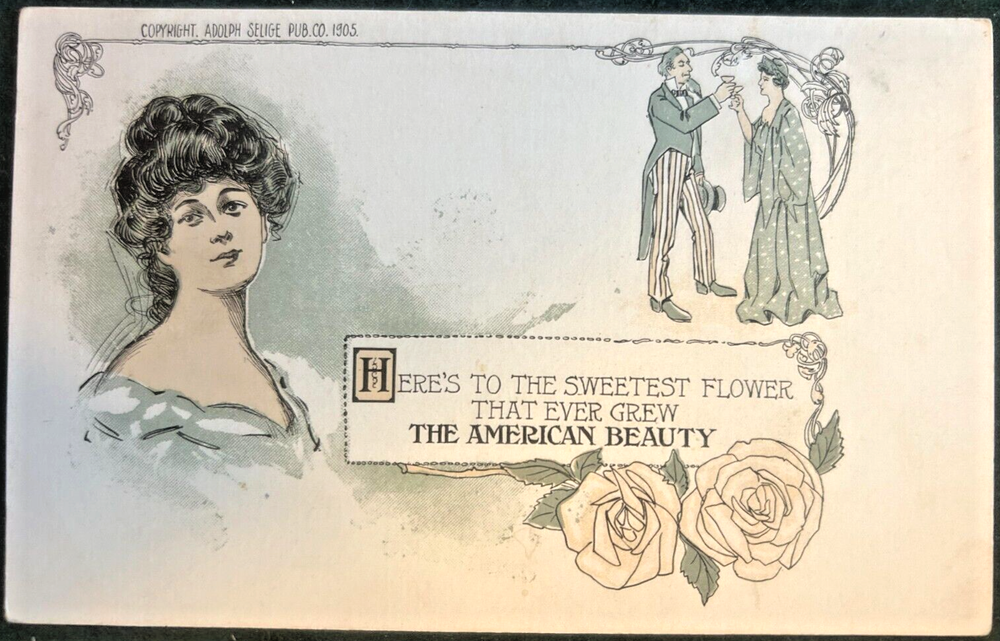 COPYRIGHT. ADOLPH SELIGE PUB.CO. 1905.
HERE'S TO THE SWEETEST FLOWER
THAT EVER GREW
THE AMERICAN BEAUTY